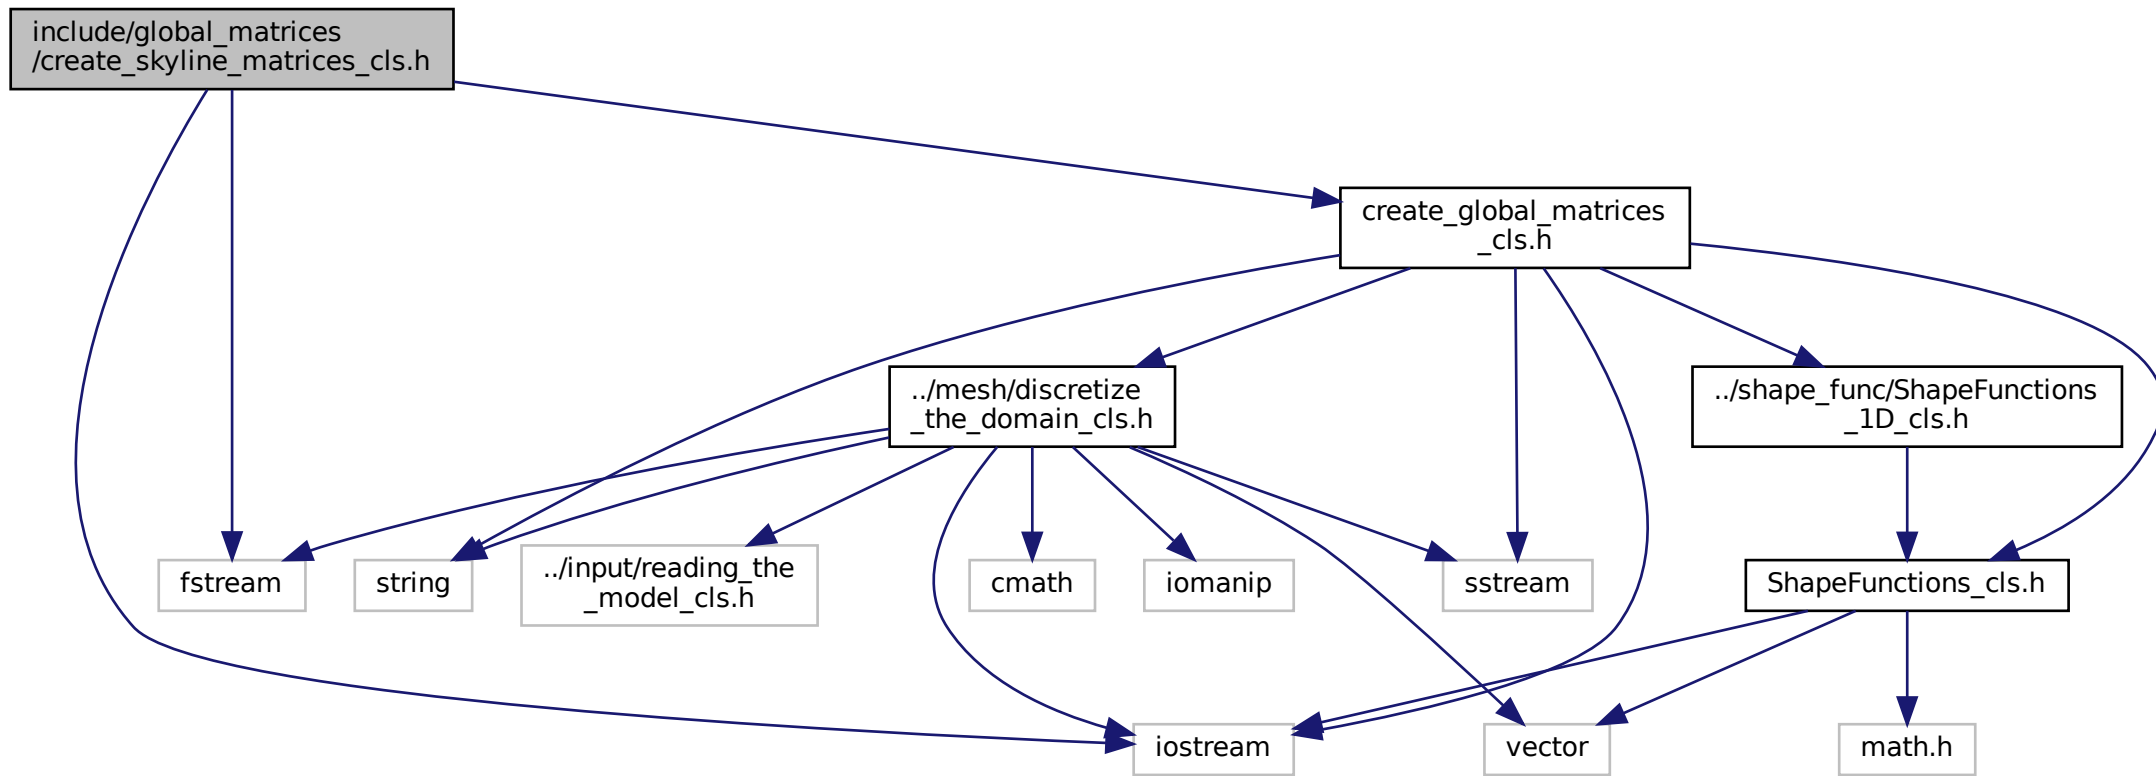 include/global_matrices
/create_skyline_matrices_cls.h
create_global_matrices
_cls.h
../mesh/discretize
_the_domain_cls.h
../shape_func/ShapeFunctions
_1D_cls.h
fstream
string
../input/reading_the
_model_cls.h
cmath
iomanip
sstream
ShapeFunctions_cls.h
iostream
vector
math.h